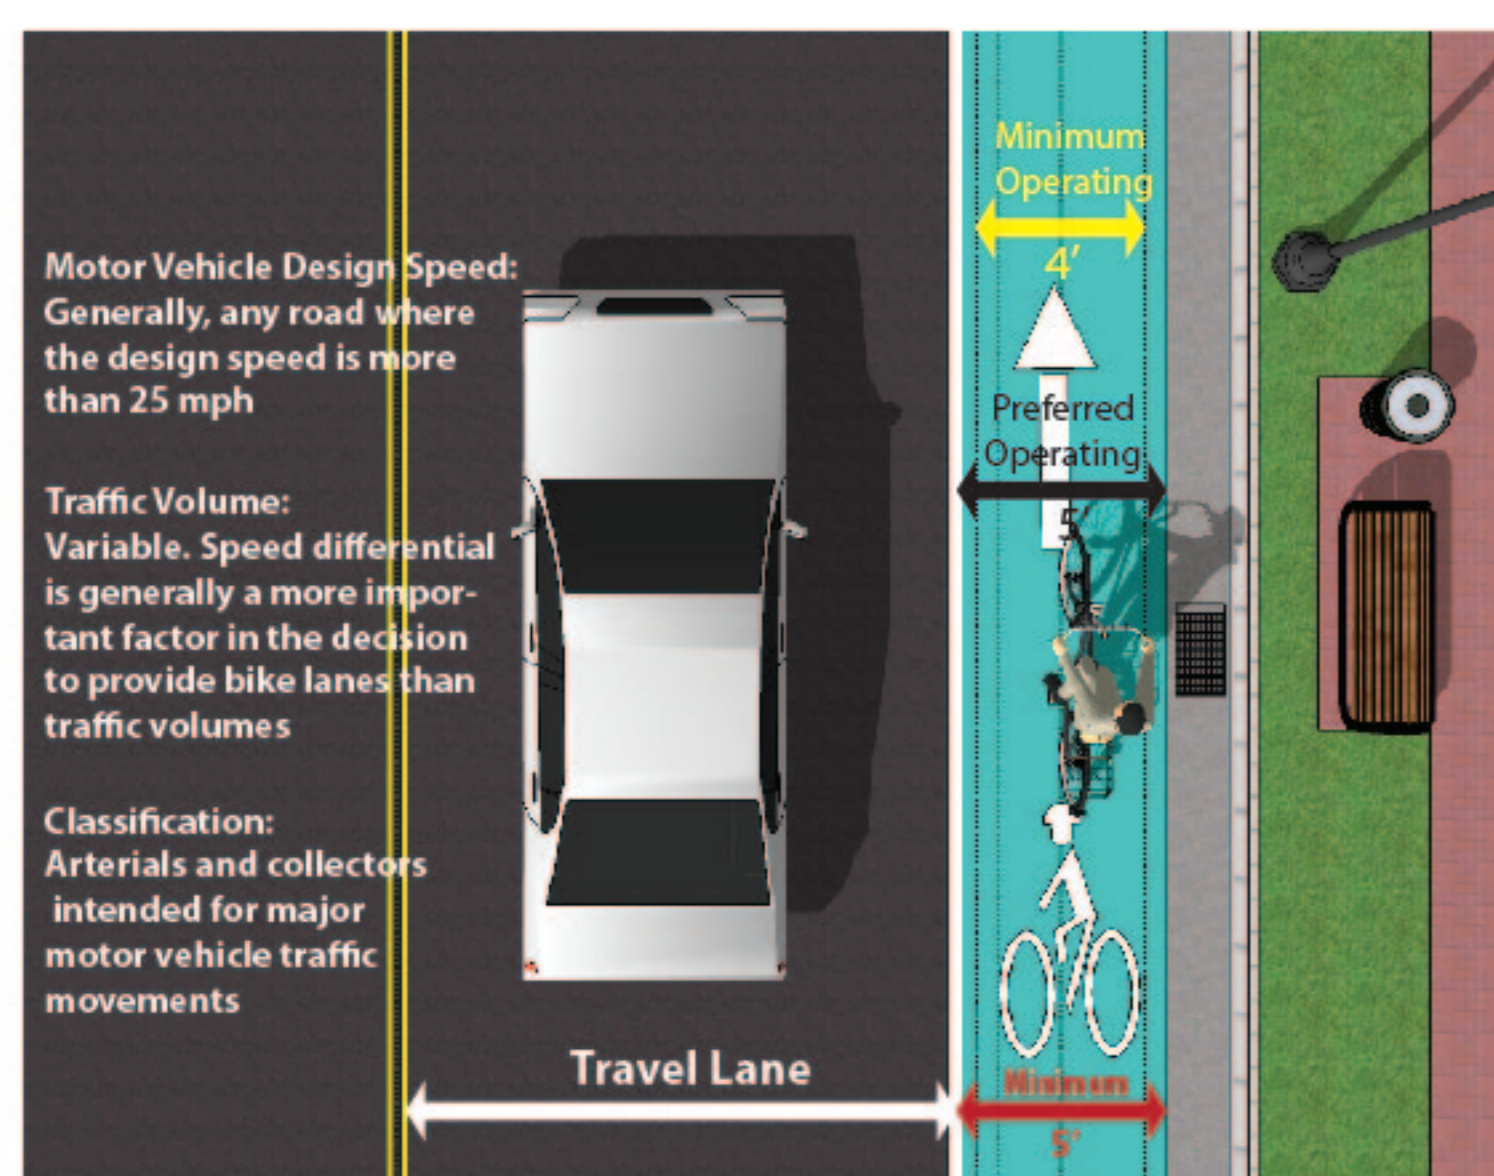 Motor Vehicle Design Speed:
Generally, any road where
the design speed is more
than 25 mph
Traffic Volume:
Variable. Speed differential
is generally a more impor-
tant factor in the decision
to provide bike lanes than
traffic volumes
Classification:
Arterials and collectors
intended for major
motor vehicle traffic
movements
Travel Lane
Minimum
Operating
4'
Preferred
Operating
5'
Minimum
5'